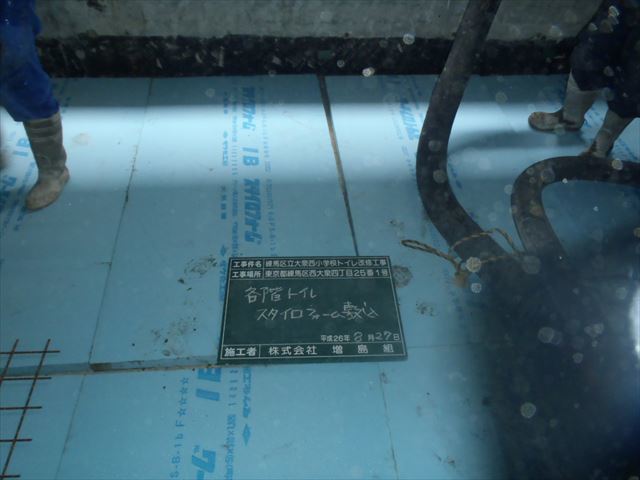 工事件名 練馬区立大泉西小学校トイレ改修工事
工事場所 東京都練馬区西大泉四丁目25番1号
各階トイレ
スタイロフォーム敷込
平成26年 8月27日
施工者 株式会社 増島組
1B
1B
S-B-1bF☆☆☆☆